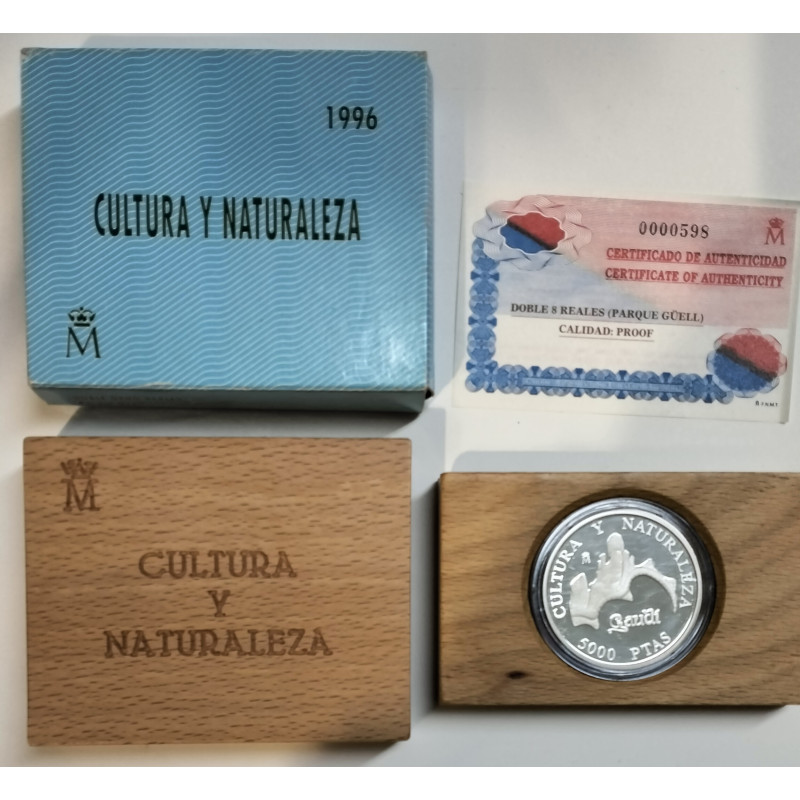 1996
CULTURA Y NATURALEZA
M
0000598
M
CERTIFICADO DE AUTENTICIDAD
CERTIFICATE OF AUTHENTICITY
DOBLE 8 REALES (PARQUE GÜELL)
CALIDAD: PROOF
M
CULTURA
Y
NATURALEZA
CULTURA Y NATURALEZA
M
Gaudí
5000 PTAS